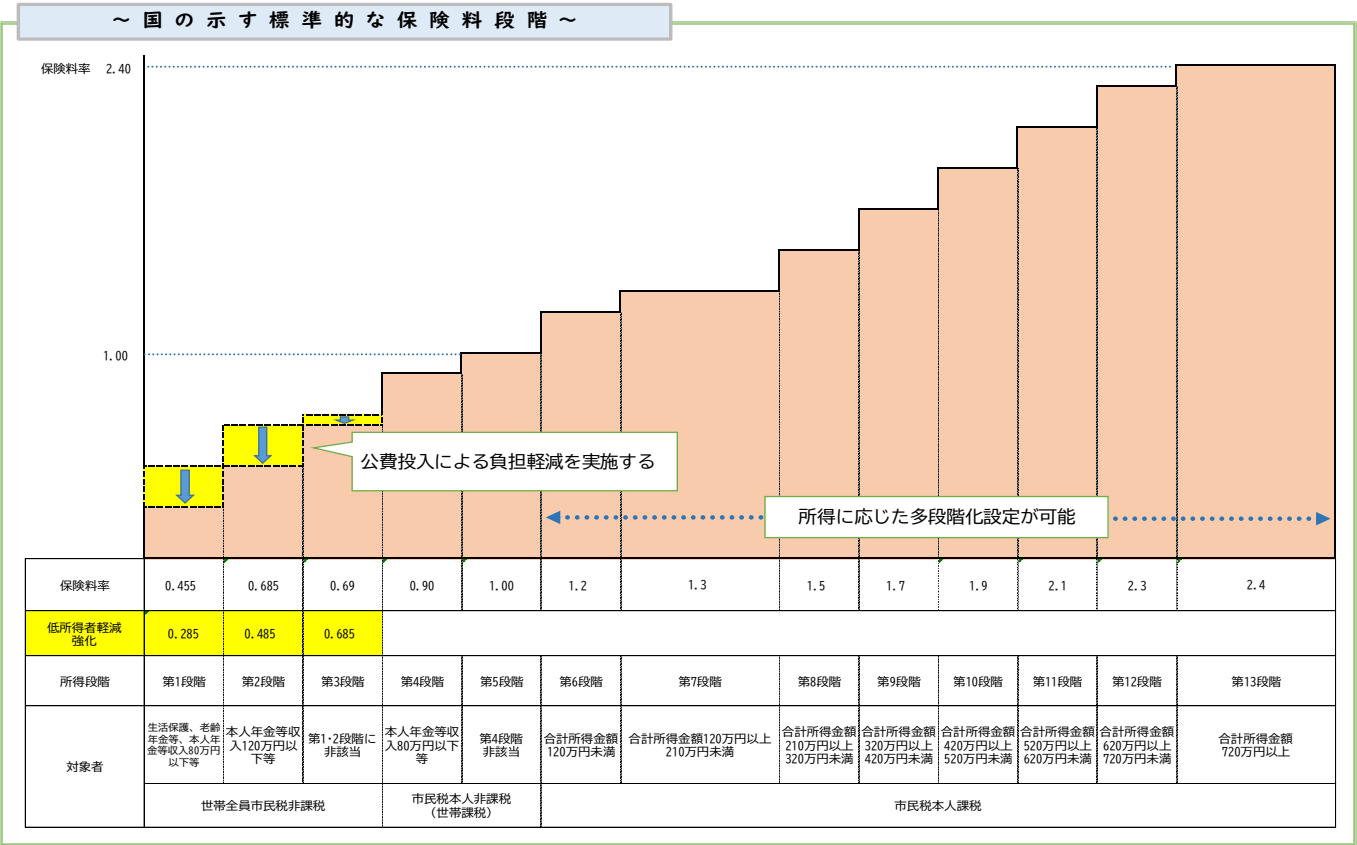 ～国の示す標準的な保険料段階～
保険料率 2.40
1.00
公費投入による負担軽減を実施する
所得に応じた多段階化設定が可能
保険料率 0.455 0.685 0.69 0.90 1.00 1.2 1.3 1.5 1.7 1.9 2.1 2.3 2.4
低所得者軽減
強化
0.285 0.485 0.685
所得段階 第1段階 第2段階 第3段階 第4段階 第5段階 第6段階 第7段階 第8段階 第9段階 第10段階 第11段階 第12段階 第13段階
対象者
生活保護、老齢
年金等、本人年
金等収入80万円
以下等
本人年金等収
入120万円以
下等
第1・2段階に
非該当
本人年金等収
入80万円以下
等
第4段階
非該当
合計所得金額
120万円未満
合計所得金額120万円以上
210万円未満
合計所得金額
210万円以上
320万円未満
合計所得金額
320万円以上
420万円未満
合計所得金額
420万円以上
520万円未満
合計所得金額
520万円以上
620万円未満
合計所得金額
620万円以上
720万円未満
合計所得金額
720万円以上
世帯全員市民税非課税
市民税本人非課税
（世帯課税）
市民税本人課税